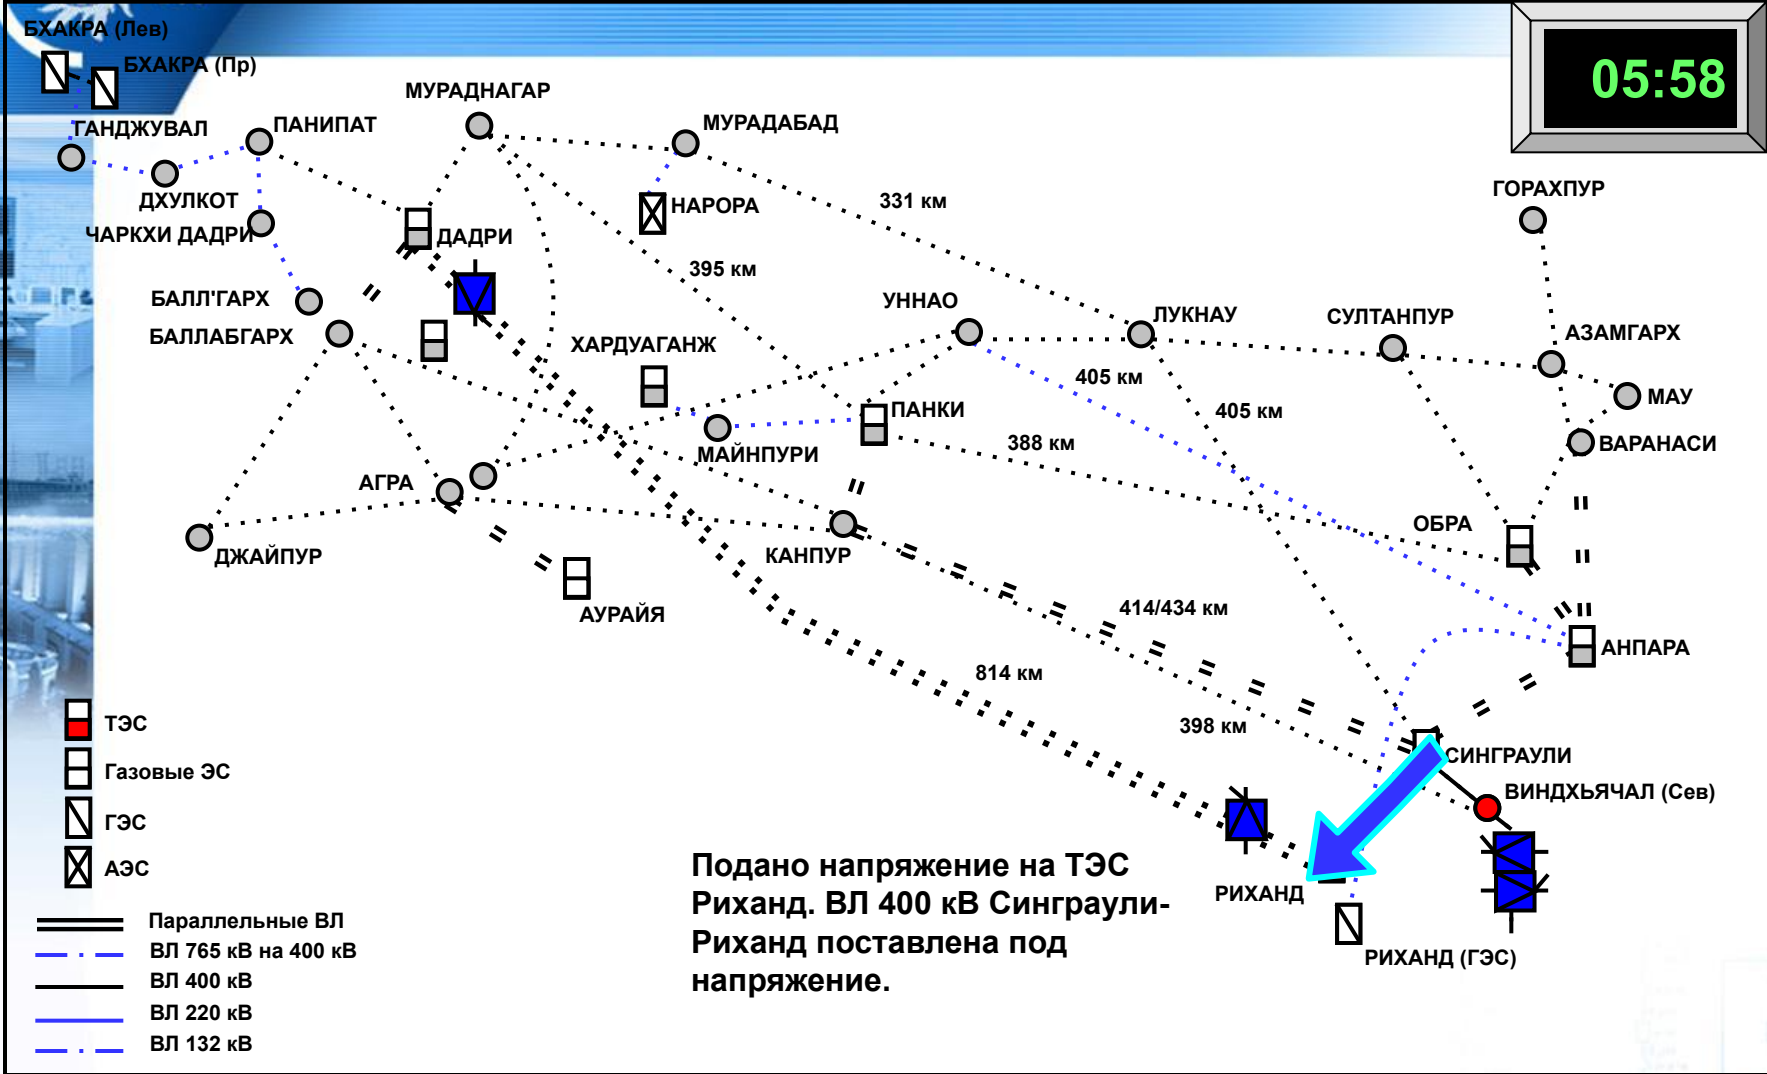 БХАКРА (Лев)
БХАКРА (Пр)
05:58
МУРАДНАГАР
ГАНДЖУВАЛ
ПАНИПАТ
МУРАДАБАД
ДХУЛКОТ
НАРОРА
331 км
ГОРАХПУР
ЧАРКХИ ДАДРИ
ДАДРИ
395 км
БАЛЛ'ГАРХ
УННАО
ЛУКНАУ
СУЛТАНПУР
БАЛЛАБГАРХ
ХАРДУАГАНЖ
АЗАМГАРХ
405 км
МАУ
ПАНКИ
405 км
МАЙНПУРИ
388 км
ВАРАНАСИ
АГРА
ОБРА
ДЖАЙПУР
КАНПУР
АУРАЙЯ
414/434 км
АНПАРА
814 км
ТЭС
398 км
СИНГРАУЛИ
Газовые ЭС
ВИНДХЬЯЧАЛ (Сев)
ГЭС
АЭС
Подано напряжение на ТЭС
Риханд. ВЛ 400 кВ Синграули-
Риханд поставлена под
напряжение.
РИХАНД
РИХАНД (ГЭС)
Параллельные ВЛ
ВЛ 765 кВ на 400 кВ
ВЛ 400 кВ
ВЛ 220 кВ
ВЛ 132 кВ